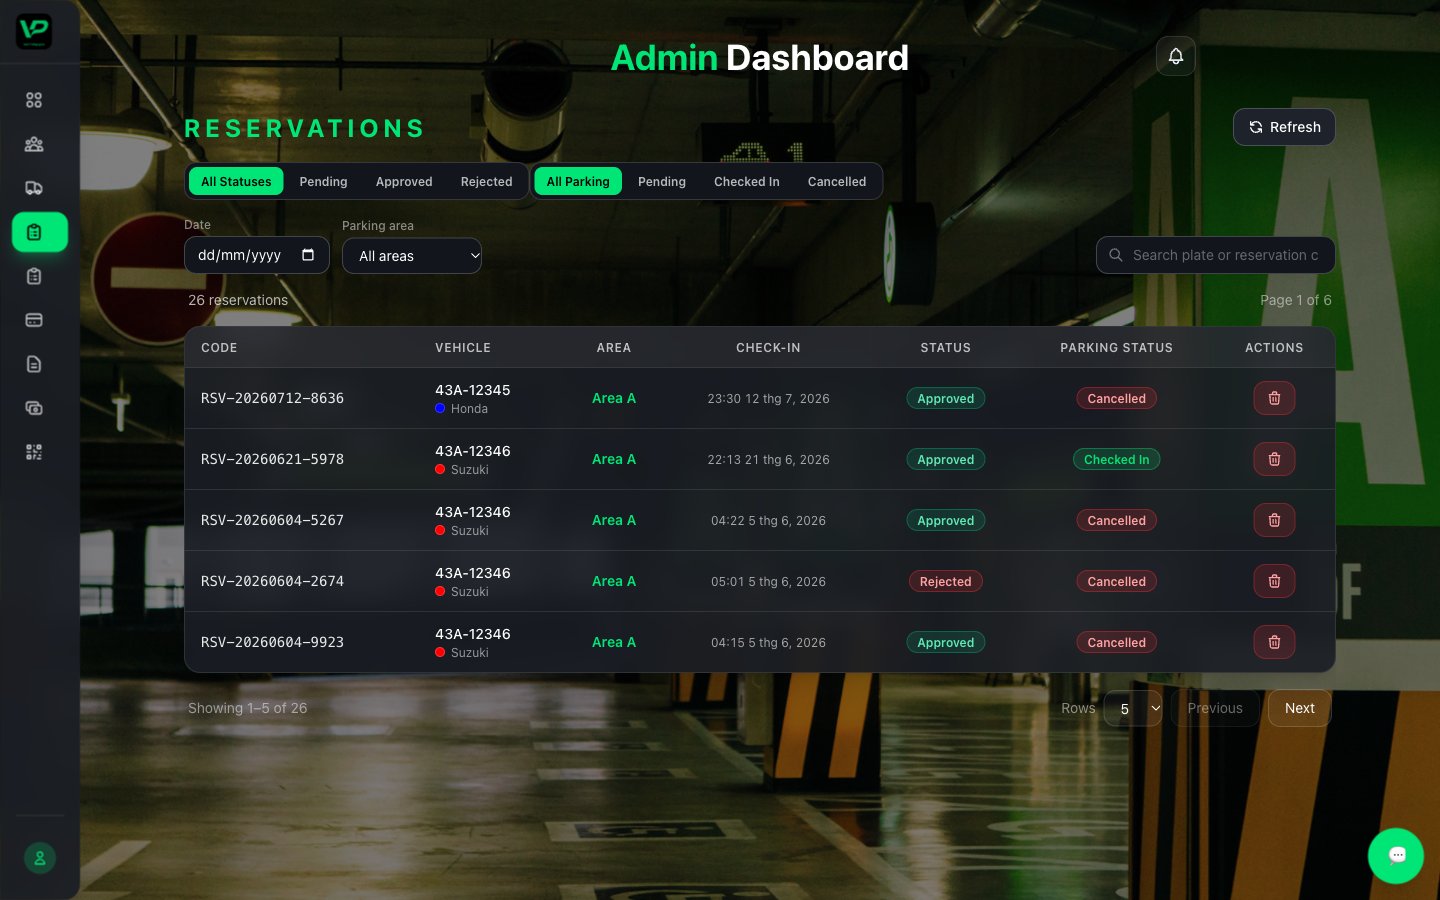 VP
Admin Dashboard
RESERVATIONS
Refresh
All Statuses Pending Approved Rejected All Parking Pending Checked In Cancelled
Date Parking area
dd/mm/yyyy All areas Search plate or reservation c
26 reservations Page 1 of 6
CODE VEHICLE AREA CHECK-IN STATUS PARKING STATUS ACTIONS
RSV-20260712-8636 43A-12345 Honda Area A 23:30 12 thg 7, 2026 Approved Cancelled
RSV-20260621-5978 43A-12346 Suzuki Area A 22:13 21 thg 6, 2026 Approved Checked In
RSV-20260604-5267 43A-12346 Suzuki Area A 04:22 5 thg 6, 2026 Approved Cancelled
RSV-20260604-2674 43A-12346 Suzuki Area A 05:01 5 thg 6, 2026 Rejected Cancelled
RSV-20260604-9923 43A-12346 Suzuki Area A 04:15 5 thg 6, 2026 Approved Cancelled
Showing 1–5 of 26 Rows 5 Previous Next
1
A
A